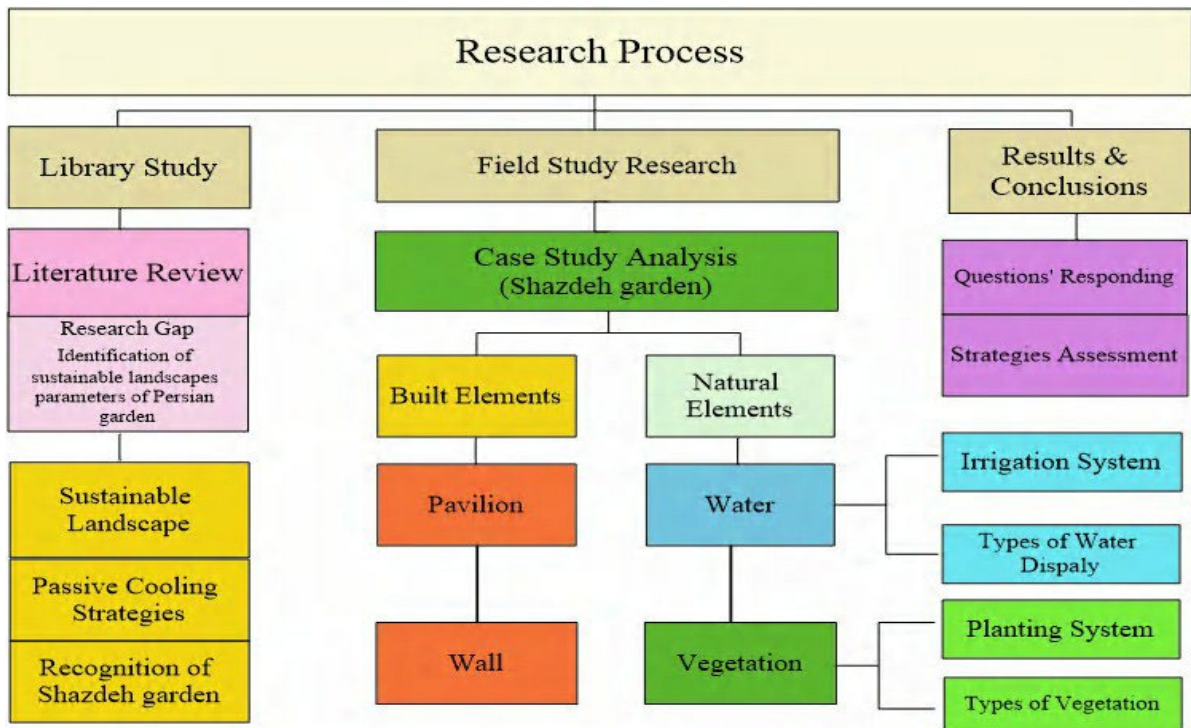 Research Process
Library Study
Literature Review
Research Gap
Identification of
sustainable landscapes
parameters of Persian
garden
Sustainable
Landscape
Passive Cooling
Strategies
Recognition of
Shazdeh garden
Field Study Research
Case Study Analysis
(Shazdeh garden)
Built Elements
Pavilion
Wall
Natural
Elements
Water
Vegetation
Irrigation System
Types of Water
Dispaly
Planting System
Types of Vegetation
Results &
Conclusions
Questions' Responding
Strategies Assessment